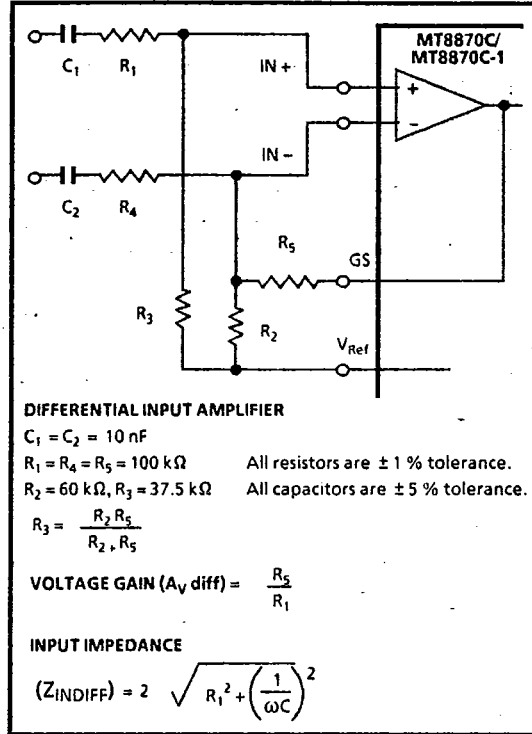 MT8870C/
MT8870C-1
C₁ R₁ IN +
+
−
IN −
C₂ R₄
R₅ GS
R₃ R₂
V_Ref
DIFFERENTIAL INPUT AMPLIFIER
C₁ = C₂ = 10 nF
R₁ = R₄ = R₅ = 100 kΩ All resistors are ± 1 % tolerance.
R₂ = 60 kΩ, R₃ = 37.5 kΩ All capacitors are ± 5 % tolerance.
R₃ = R₂ R₅ / R₂ + R₅
VOLTAGE GAIN (A_V diff) = R₅ / R₁
INPUT IMPEDANCE
(Z_INDIFF) = 2 √ R₁² + (1 / ωC)²